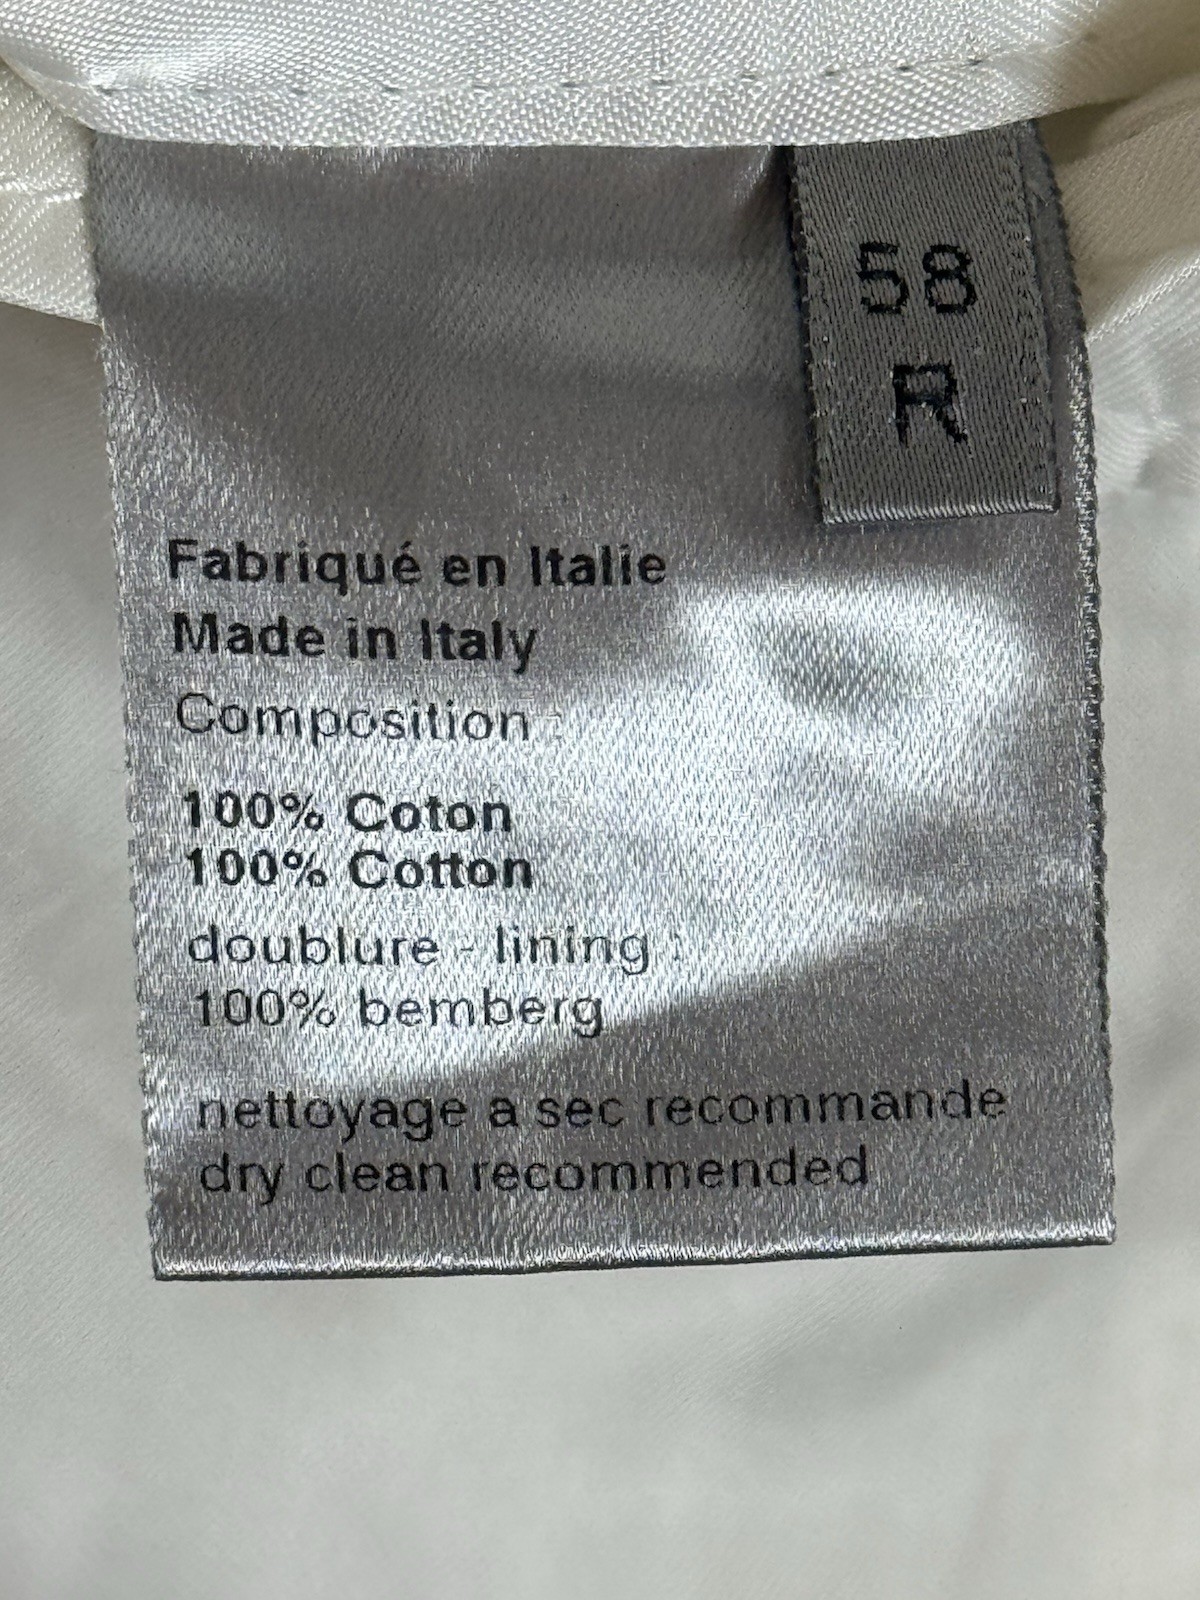 58
R
Fabriqué en Italie
Made in Italy
Composition :
100% Coton
100% Cotton
doublure - lining :
100% bemberg
nettoyage a sec recommande
dry clean recommended